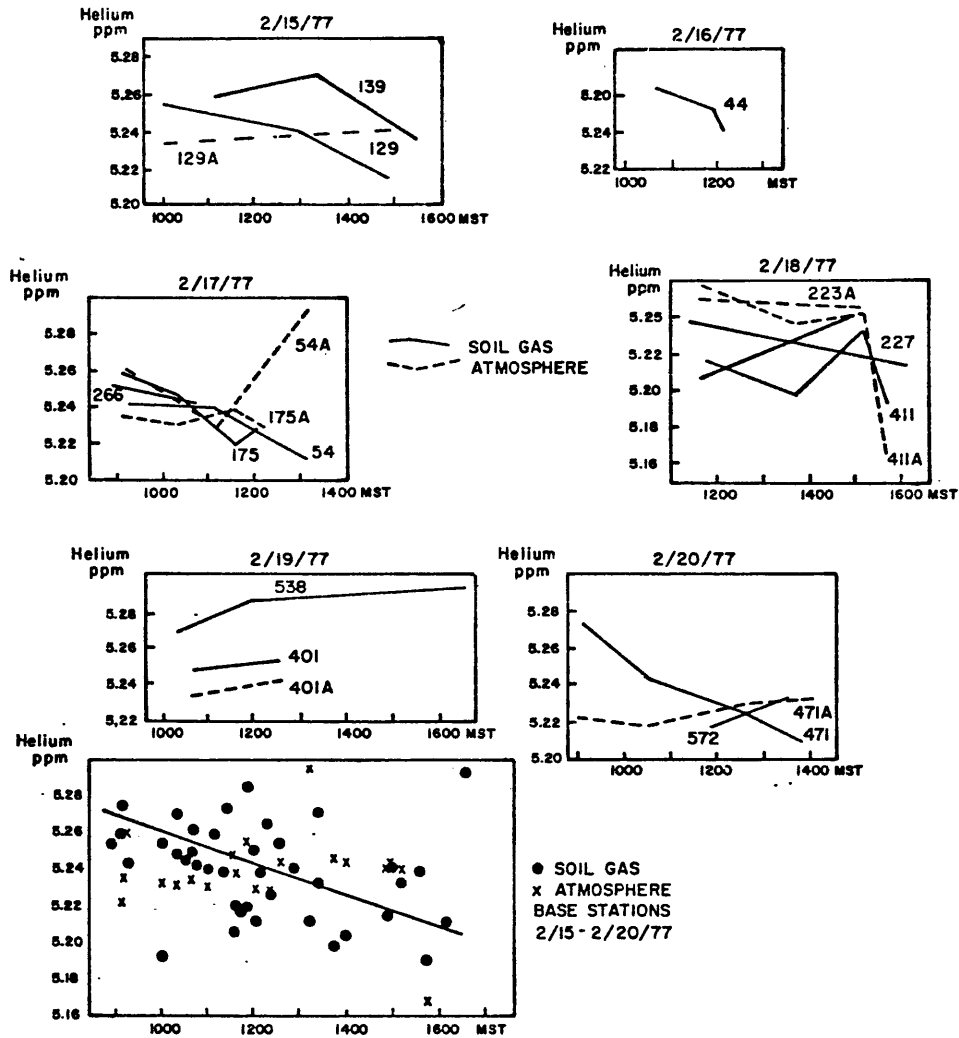 Helium
ppm
2/15/77
5.28
5.26
5.24
5.22
5.20
139
129A
129
1000 1200 1400 1600 MST
Helium
ppm
2/16/77
5.20
5.24
5.22
44
1000 1200 MST
Helium
ppm
2/17/77
5.28
5.26
5.24
5.22
5.20
266
54A
175A
175
54
1000 1200 1400 MST
SOIL GAS
ATMOSPHERE
Helium
ppm
2/18/77
5.25
5.22
5.20
5.18
5.16
223A
227
411
411A
1200 1400 1600 MST
Helium
ppm
2/19/77
5.28
5.26
5.24
5.22
538
401
401A
1000 1200 1400 1600
Helium
ppm
2/20/77
5.28
5.26
5.24
5.22
5.20
471A
572
471
1000 1200 1400 MST
Helium
ppm
5.28
5.26
5.24
5.22
5.20
5.18
5.16
1000 1200 1400 1600 MST
● SOIL GAS
x ATMOSPHERE
BASE STATIONS
2/15 - 2/20/77